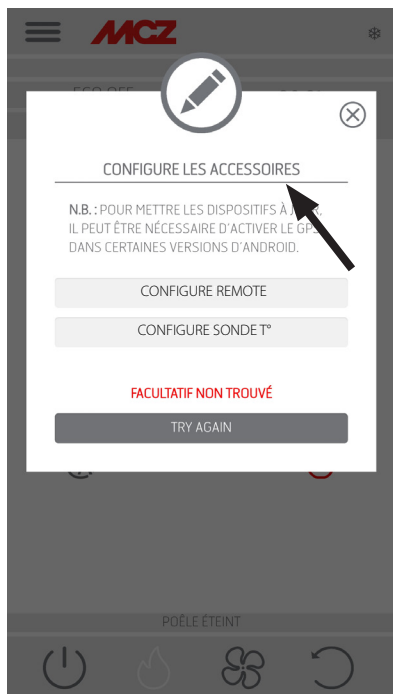 MCZ
CONFIGURE LES ACCESSOIRES
N.B. : POUR METTRE LES DISPOSITIFS À
IL PEUT ÊTRE NÉCESSAIRE D'ACTIVER LE GPS
DANS CERTAINES VERSIONS D'ANDROID.
CONFIGURE REMOTE
CONFIGURE SONDE T°
FACULTATIF NON TROUVÉ
TRY AGAIN
POÊLE ÉTEINT